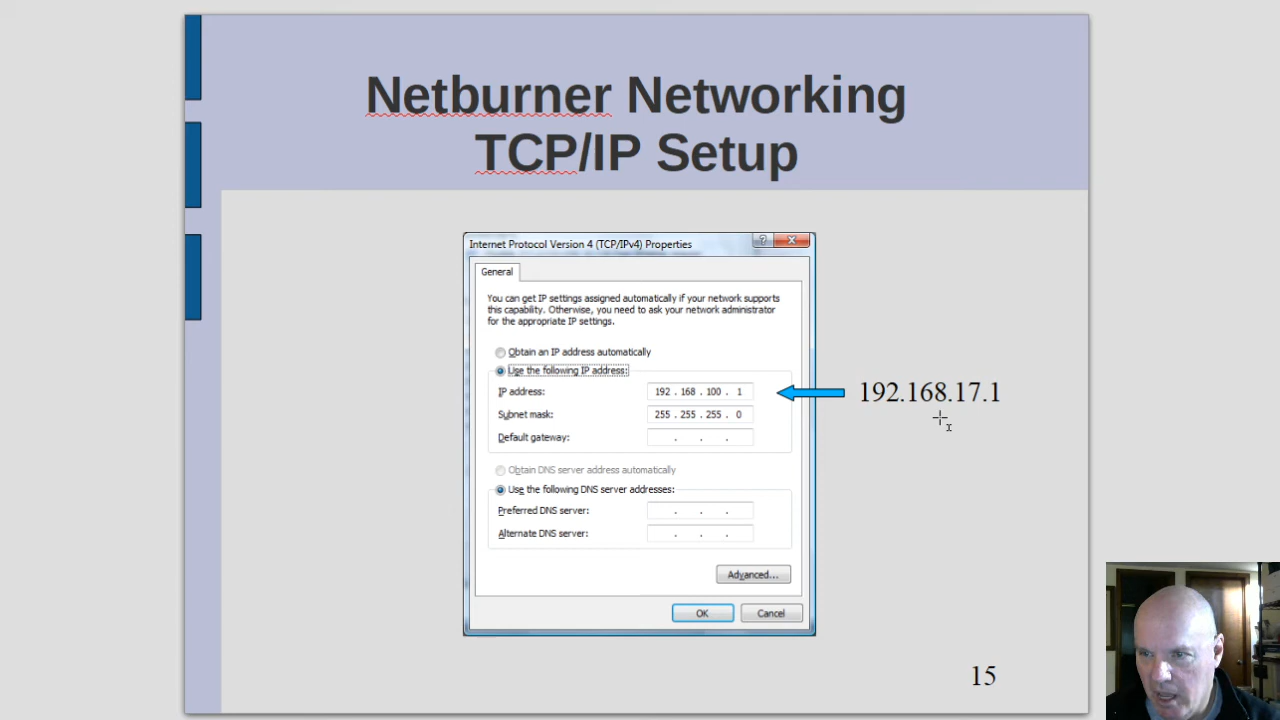 Netburner Networking
TCP/IP Setup
Internet Protocol Version 4 (TCP/IPv4) Properties
?
General
You can get IP settings assigned automatically if your network supports
this capability. Otherwise, you need to ask your network administrator
for the appropriate IP settings.
Obtain an IP address automatically
Use the following IP address:
IP address: 192 . 168 . 100 . 1
192.168.17.1
Subnet mask: 255 . 255 . 255 . 0
Default gateway: . . .
Obtain DNS server address automatically
Use the following DNS server addresses:
Preferred DNS server: . . .
Alternate DNS server: . . .
Advanced...
OK Cancel
15